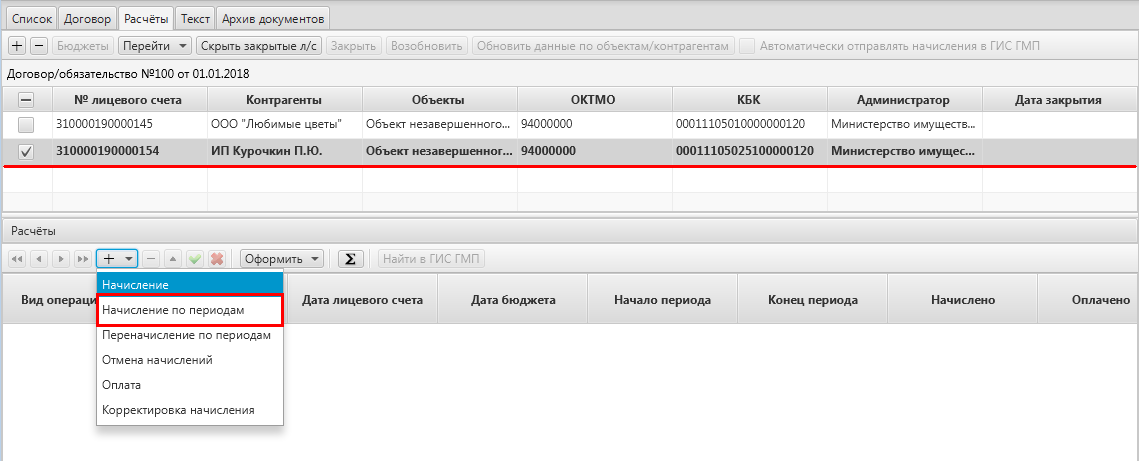 Список Договор Расчёты Текст Архив документов
Бюджеты Перейти Скрыть закрытые л/с Закрыть Возобновить Обновить данные по объектам/контрагентам Автоматически отправлять начисления в ГИС ГМП
Договор/обязательство №100 от 01.01.2018
№ лицевого счета Контрагенты Объекты ОКТМО КБК Администратор Дата закрытия
310000190000145 ООО "Любимые цветы" Объект незавершенного... 94000000 00011105010000000120 Министерство имуществ...
310000190000154 ИП Курочкин П.Ю. Объект незавершенног... 94000000 00011105025100000120 Министерство имущес...
Расчёты
Оформить Σ Найти в ГИС ГМП
Вид операци Дата лицевого счета Дата бюджета Начало периода Конец периода Начислено Оплачено
Начисление
Начисление по периодам
Переначисление по периодам
Отмена начислений
Оплата
Корректировка начисления